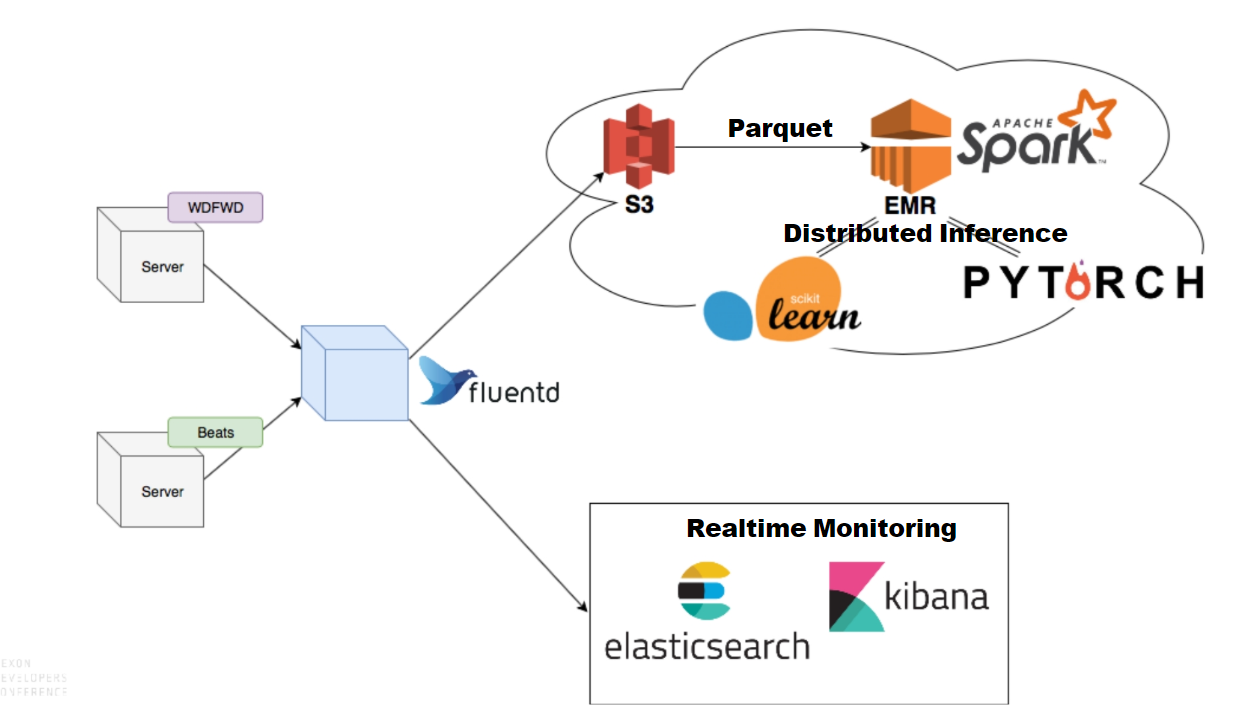 Parquet
APACHE
Spark
TM
S3
EMR
Distributed Inference
scikit
learn
PYTORCH
WDFWD
Server
fluentd
Beats
Server
Realtime Monitoring
elasticsearch
kibana
EXON
EVELOPERS
ONFERENCE